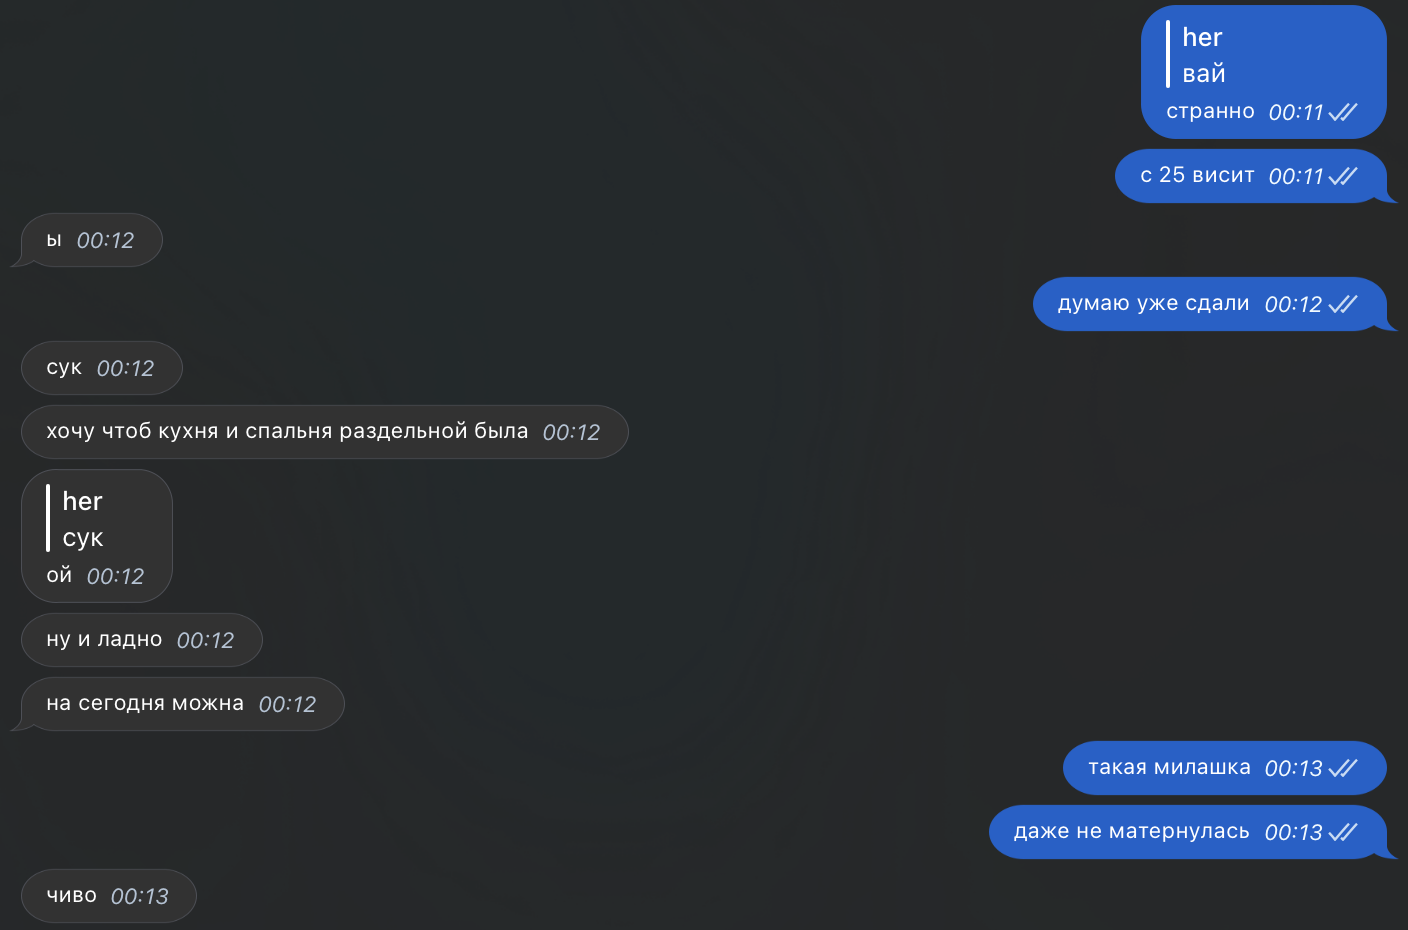 her
вай
странно 00:11
с 25 висит 00:11
ы 00:12
думаю уже сдали 00:12
сук 00:12
хочу чтоб кухня и спальня раздельной была 00:12
her
сук
ой 00:12
ну и ладно 00:12
на сегодня можна 00:12
такая милашка 00:13
даже не матернулась 00:13
чиво 00:13